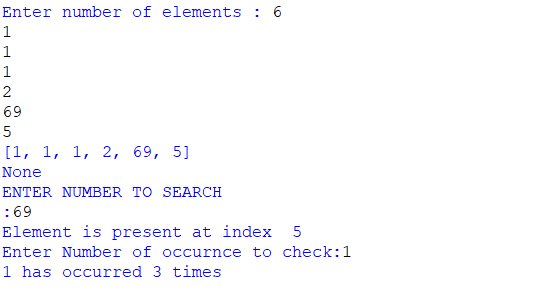 Enter number of elements : 6
1
1
1
2
69
5
[1, 1, 1, 2, 69, 5]
None
ENTER NUMBER TO SEARCH
:69
Element is present at index  5
Enter Number of occurnce to check:1
1 has occurred 3 times